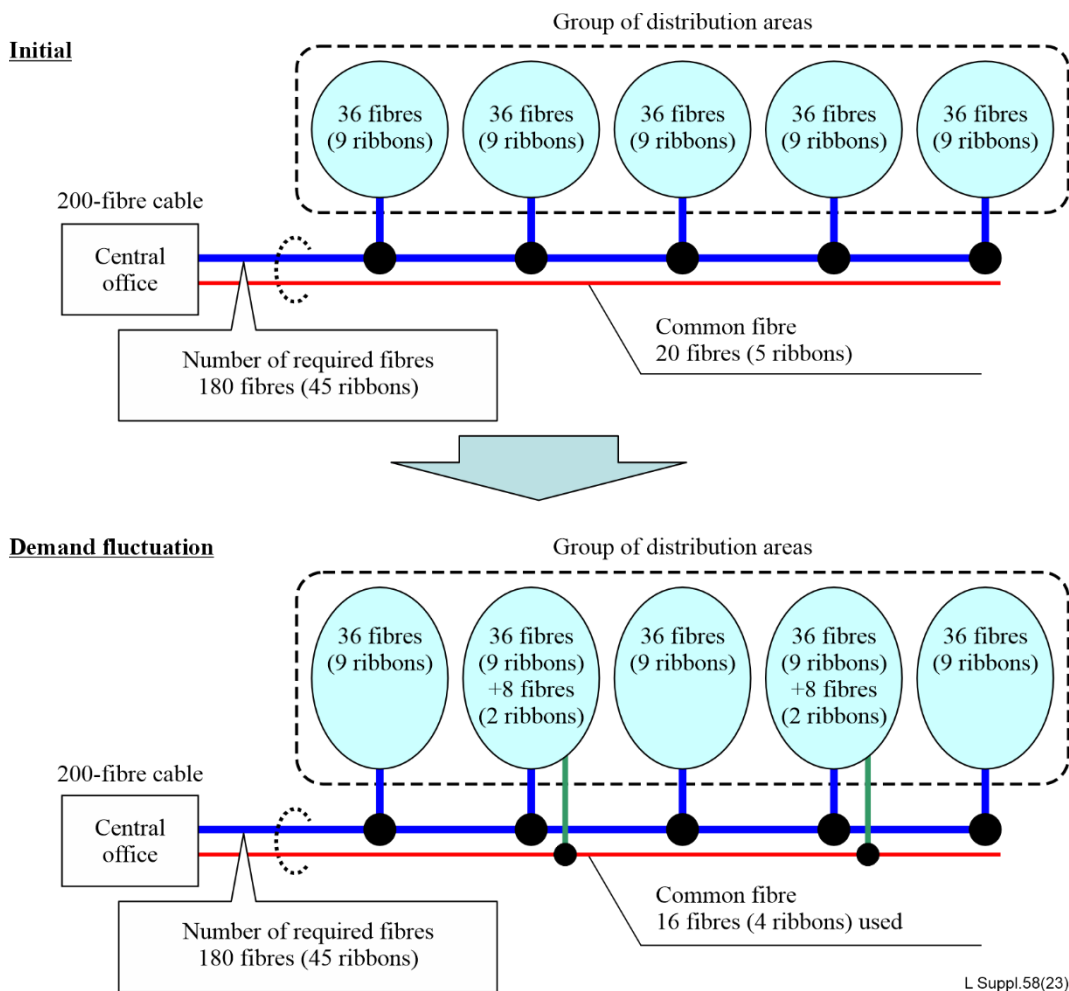 Group of distribution areas
Initial
36 fibres
(9 ribbons)
36 fibres
(9 ribbons)
36 fibres
(9 ribbons)
36 fibres
(9 ribbons)
36 fibres
(9 ribbons)
200-fibre cable
Central
office
Common fibre
20 fibres (5 ribbons)
Number of required fibres
180 fibres (45 ribbons)
Demand fluctuation
Group of distribution areas
36 fibres
(9 ribbons)
36 fibres
(9 ribbons)
+8 fibres
(2 ribbons)
36 fibres
(9 ribbons)
36 fibres
(9 ribbons)
+8 fibres
(2 ribbons)
36 fibres
(9 ribbons)
200-fibre cable
Central
office
Common fibre
16 fibres (4 ribbons) used
Number of required fibres
180 fibres (45 ribbons)
L Suppl.58(23)